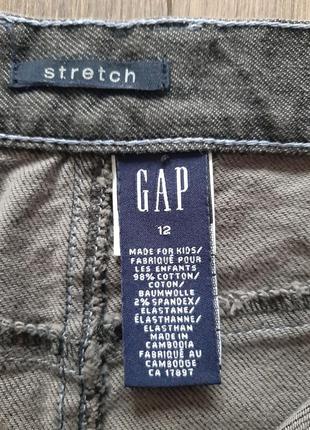 stretch
GAP
12
MADE FOR KIDS/
FABRIQUÉ POUR
LES ENFANTS
98% COTTON/
COTON/
BAUMWOLLE
2% SPANDEX/
ELASTANE/
ÉLASTHANNE/
ELASTHAN
MADE IN
CAMBODIA
FABRIQUÉ AU
CAMBODGE
CA 17897